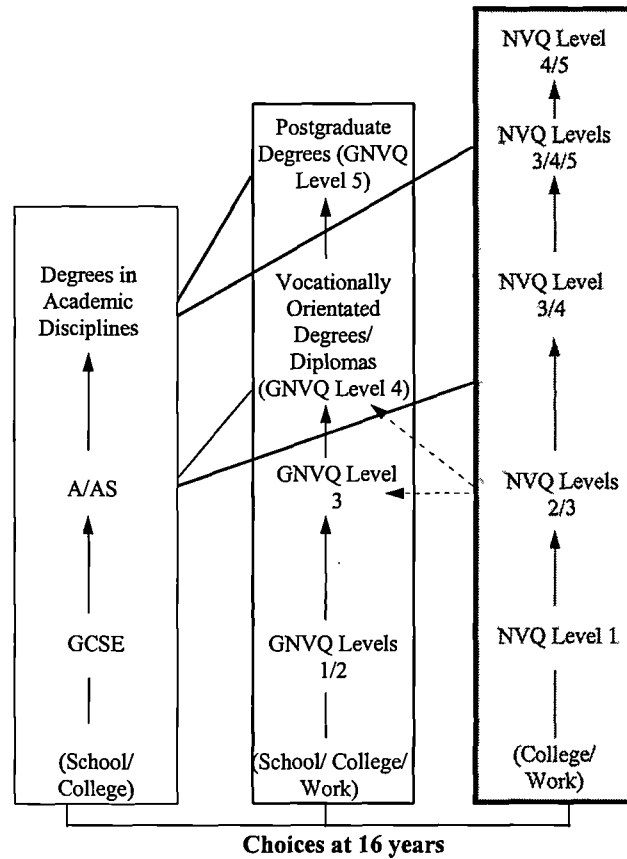 Degrees in
Academic
Disciplines
A/AS
GCSE
(School/
College)
Postgraduate
Degrees (GNVQ
Level 5)
Vocationally
Orientated
Degrees/
Diplomas
(GNVQ Level 4)
GNVQ Level
3
GNVQ Levels
1/2
(School/ College/
Work)
NVQ Level
4/5
NVQ Levels
3/4/5
NVQ Level
3/4
NVQ Levels
2/3
NVQ Level 1
(College/
Work)
Choices at 16 years